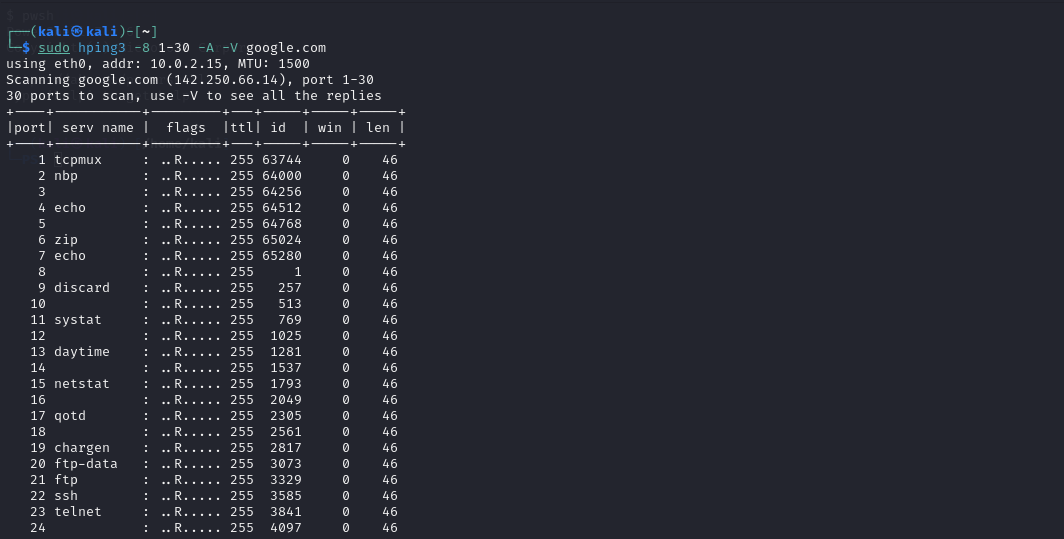 $ pwsh
┌──(kali㉿kali)-[~]
└─$ sudo hping3 -8 1-30 -A -V google.com
using eth0, addr: 10.0.2.15, MTU: 1500
Scanning google.com (142.250.66.14), port 1-30
30 ports to scan, use -V to see all the replies
+----+-----------+---------+---+-----+-----+-----+
|port| serv name |  flags  |ttl| id  | win | len |
+----+-----------+---------+---+-----+-----+-----+
    1 tcpmux     : ..R..... 255 63744     0    46
    2 nbp        : ..R..... 255 64000     0    46
    3            : ..R..... 255 64256     0    46
    4 echo       : ..R..... 255 64512     0    46
    5            : ..R..... 255 64768     0    46
    6 zip        : ..R..... 255 65024     0    46
    7 echo       : ..R..... 255 65280     0    46
    8            : ..R..... 255     1     0    46
    9 discard    : ..R..... 255   257     0    46
   10            : ..R..... 255   513     0    46
   11 systat     : ..R..... 255   769     0    46
   12            : ..R..... 255  1025     0    46
   13 daytime    : ..R..... 255  1281     0    46
   14            : ..R..... 255  1537     0    46
   15 netstat    : ..R..... 255  1793     0    46
   16            : ..R..... 255  2049     0    46
   17 qotd       : ..R..... 255  2305     0    46
   18            : ..R..... 255  2561     0    46
   19 chargen    : ..R..... 255  2817     0    46
   20 ftp-data   : ..R..... 255  3073     0    46
   21 ftp        : ..R..... 255  3329     0    46
   22 ssh        : ..R..... 255  3585     0    46
   23 telnet     : ..R..... 255  3841     0    46
   24            : ..R..... 255  4097     0    46